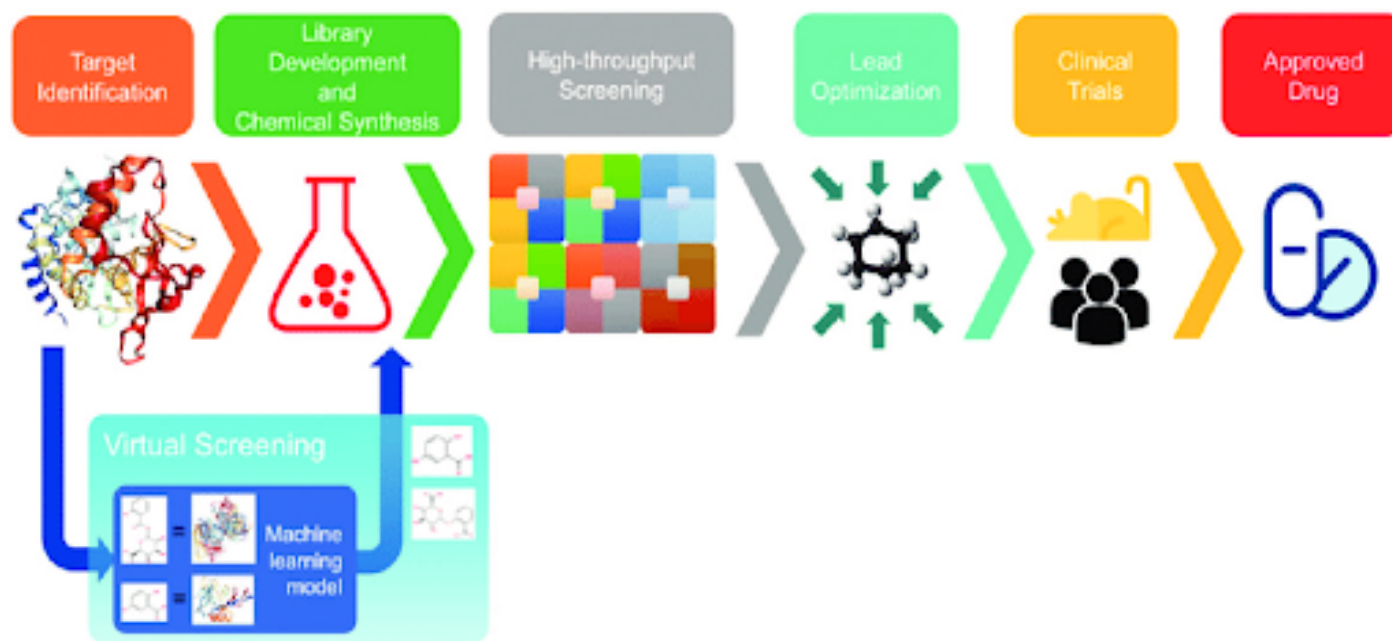 Target
Identification
Library
Development
and
Chemical Synthesis
High-throughput
Screening
Lead
Optimization
Clinical
Trials
Approved
Drug
Virtual Screening
Machine
learning
model